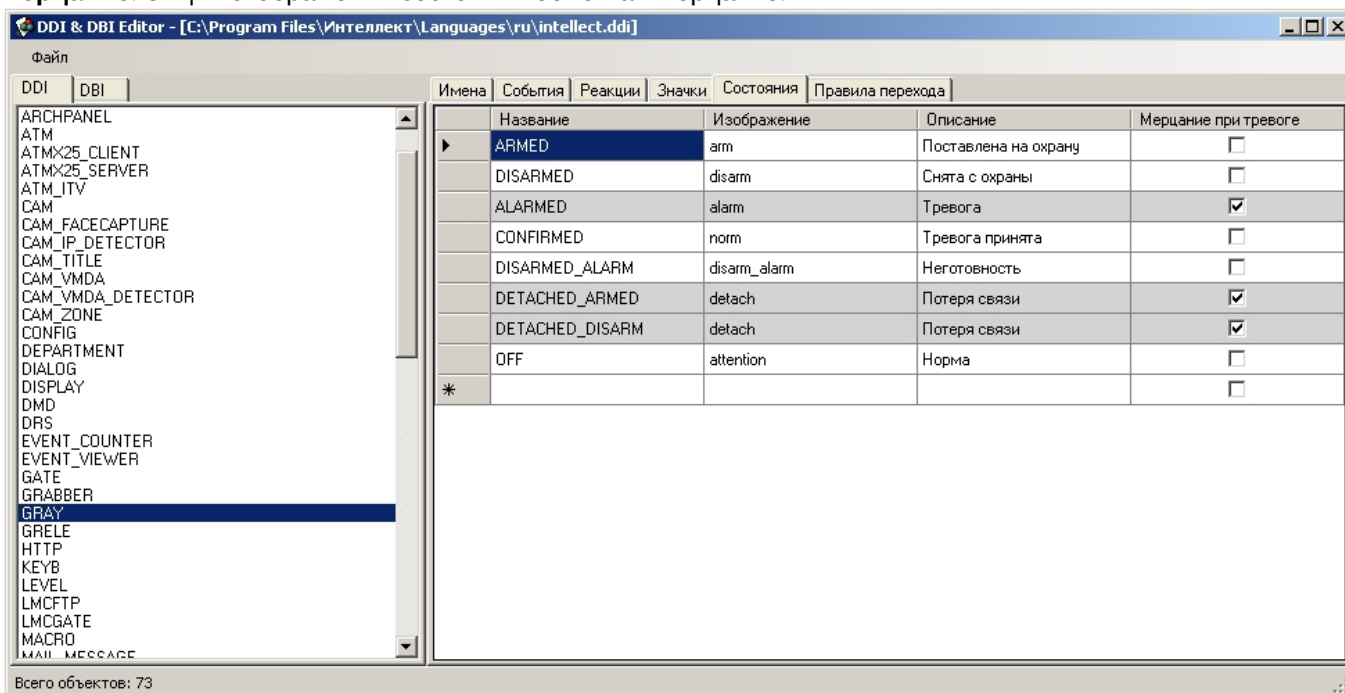 DDI & DBI Editor - [C:\Program Files\Интеллект\Languages\ru\intellect.ddi]
Файл
DDI DBI
ARCHPANEL
ATM
ATMX25_CLIENT
ATMX25_SERVER
ATM_ITV
CAM
CAM_FACECAPTURE
CAM_IP_DETECTOR
CAM_TITLE
CAM_VMDA
CAM_VMDA_DETECTOR
CAM_ZONE
CONFIG
DEPARTMENT
DIALOG
DISPLAY
DMD
DRS
EVENT_COUNTER
EVENT_VIEWER
GATE
GRABBER
GRAY
GRELE
HTTP
KEYB
LEVEL
LMCFTP
LMCGATE
MACRO
MAIL_MESSAGE
Имена События Реакции Значки Состояния Правила перехода
Название Изображение Описание Мерцание при тревоге
ARMED arm Поставлена на охрану
DISARMED disarm Снята с охраны
ALARMED alarm Тревога
CONFIRMED norm Тревога принята
DISARMED_ALARM disarm_alarm Неготовность
DETACHED_ARMED detach Потеря связи
DETACHED_DISARM detach Потеря связи
OFF attention Норма
Всего объектов: 73